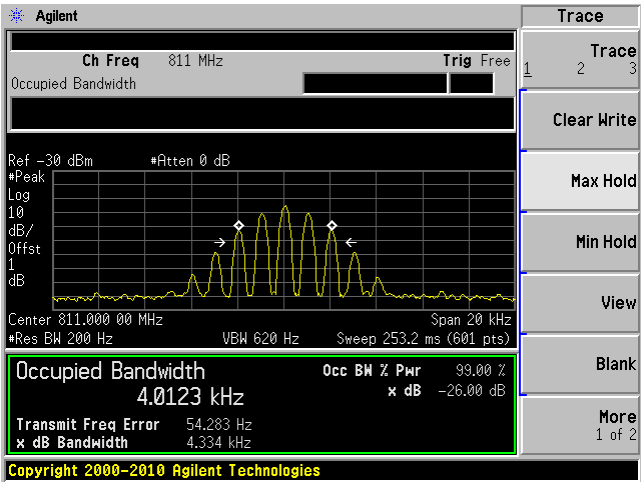 Agilent
Trace
Ch Freq 811 MHz Trig Free
Occupied Bandwidth
Trace
1 2 3
Clear Write
Max Hold
Min Hold
View
Blank
More
1 of 2
Ref -30 dBm #Atten 0 dB
#Peak
Log
10
dB/
Offst
1
dB
Center 811.000 00 MHz Span 20 kHz
#Res BW 200 Hz VBW 620 Hz Sweep 253.2 ms (601 pts)
Occupied Bandwidth Occ BW % Pwr 99.00 %
4.0123 kHz x dB -26.00 dB
Transmit Freq Error 54.283 Hz
x dB Bandwidth 4.334 kHz
Copyright 2000-2010 Agilent Technologies